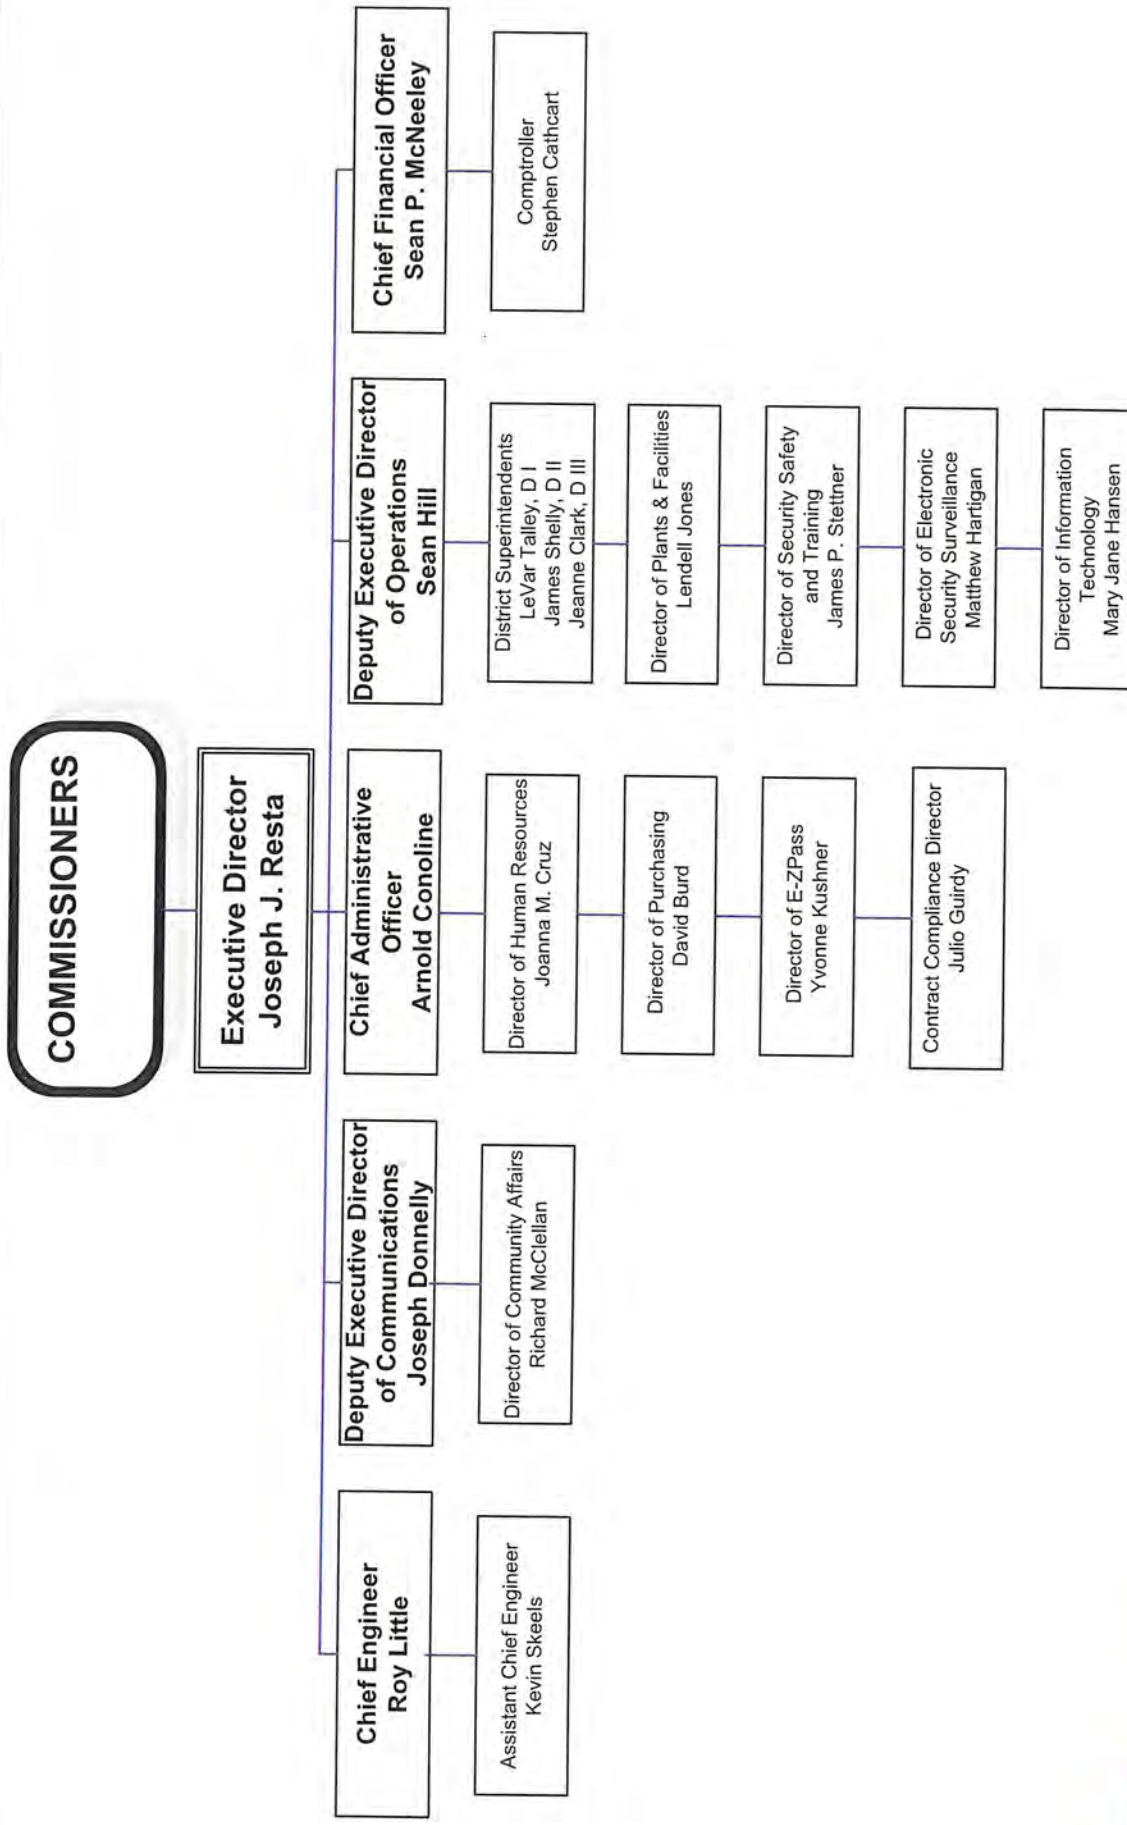 COMMISSIONERS
Executive Director
Joseph J. Resta
Chief Engineer
Roy Little
Assistant Chief Engineer
Kevin Skeels
Deputy Executive Director
of Communications
Joseph Donnelly
Director of Community Affairs
Richard McClellan
Chief Administrative
Officer
Arnold Conoline
Director of Human Resources
Joanna M. Cruz
Director of Purchasing
David Burd
Director of E-ZPass
Yvonne Kushner
Contract Compliance Director
Julio Guirdy
Deputy Executive Director
of Operations
Sean Hill
District Superintendents
LeVar Talley, D I
James Shelly, D II
Jeanne Clark, D III
Director of Plants & Facilities
Lendell Jones
Director of Security Safety
and Training
James P. Stettner
Director of Electronic
Security Surveillance
Matthew Hartigan
Director of Information
Technology
Mary Jane Hansen
Chief Financial Officer
Sean P. McNeeley
Comptroller
Stephen Cathcart